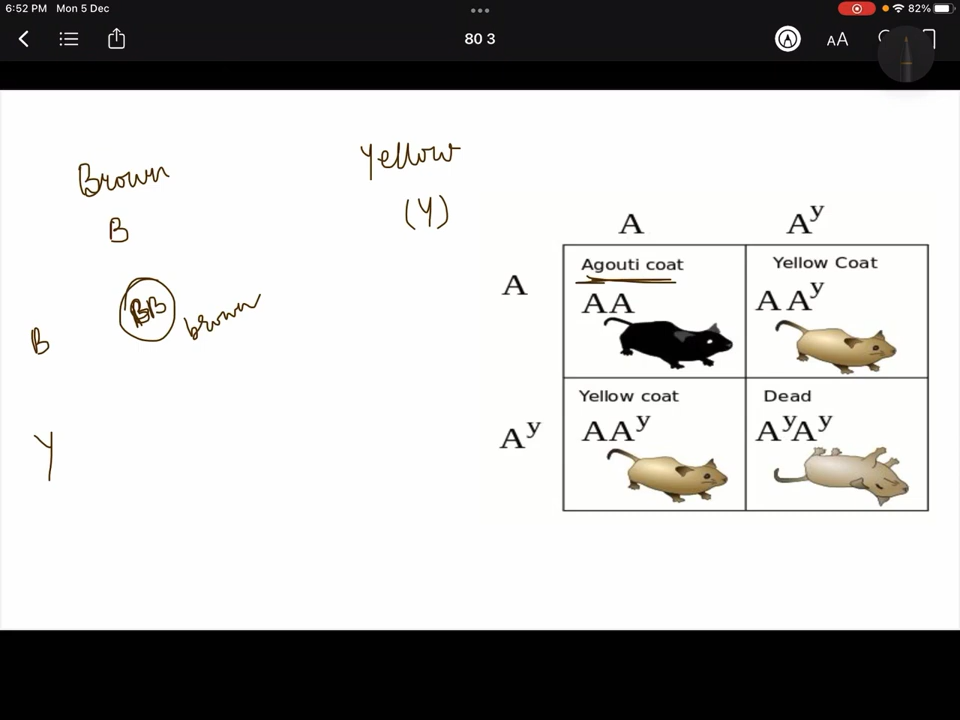 6:52 PM Mon 5 Dec
82%
80 3
AA
Brown
Yellow
B
(Y)
BB
brown
B
Y
A
A^y
A
Agouti coat
AA
Yellow Coat
AA^y
A^y
Yellow coat
AA^y
Dead
A^yA^y